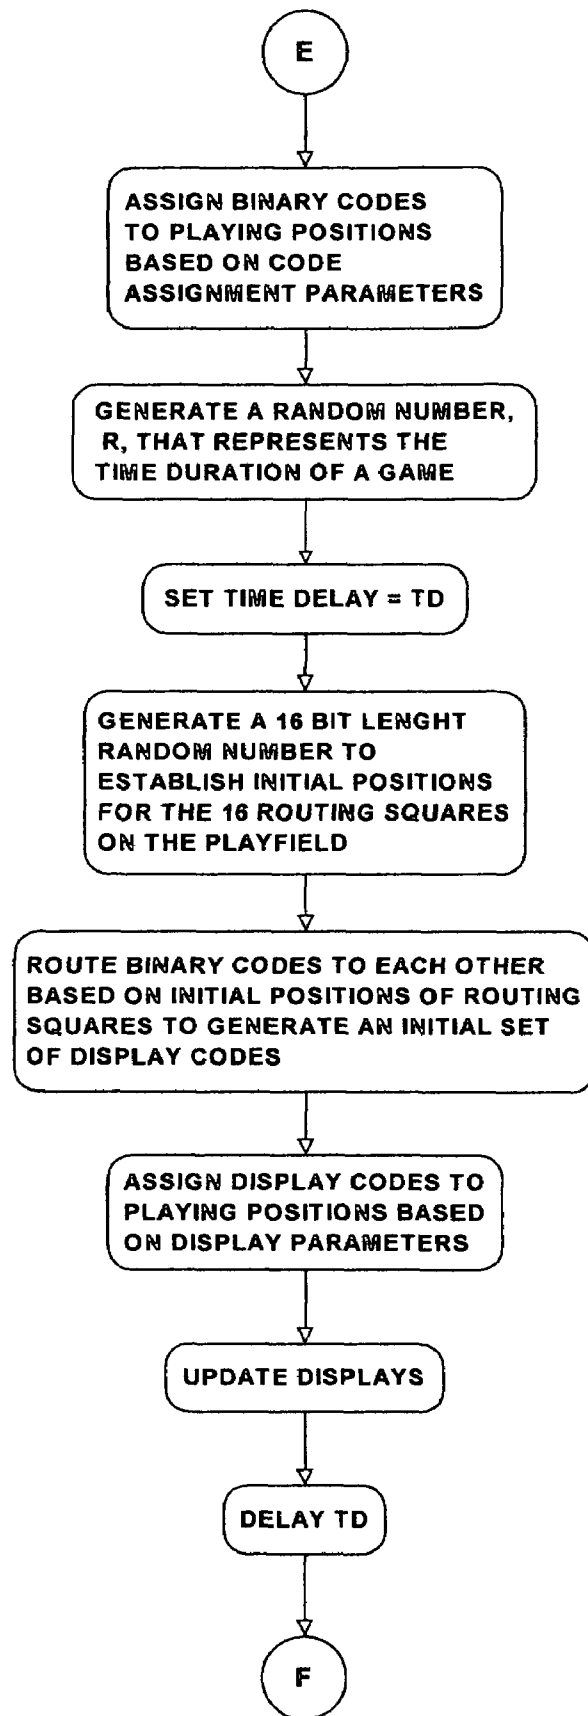 E
ASSIGN BINARY CODES
TO PLAYING POSITIONS
BASED ON CODE
ASSIGNMENT PARAMETERS
GENERATE A RANDOM NUMBER,
R, THAT REPRESENTS THE
TIME DURATION OF A GAME
SET TIME DELAY = TD
GENERATE A 16 BIT LENGHT
RANDOM NUMBER TO
ESTABLISH INITIAL POSITIONS
FOR THE 16 ROUTING SQUARES
ON THE PLAYFIELD
ROUTE BINARY CODES TO EACH OTHER
BASED ON INITIAL POSITIONS OF ROUTING
SQUARES TO GENERATE AN INITIAL SET
OF DISPLAY CODES
ASSIGN DISPLAY CODES TO
PLAYING POSITIONS BASED
ON DISPLAY PARAMETERS
UPDATE DISPLAYS
DELAY TD
F